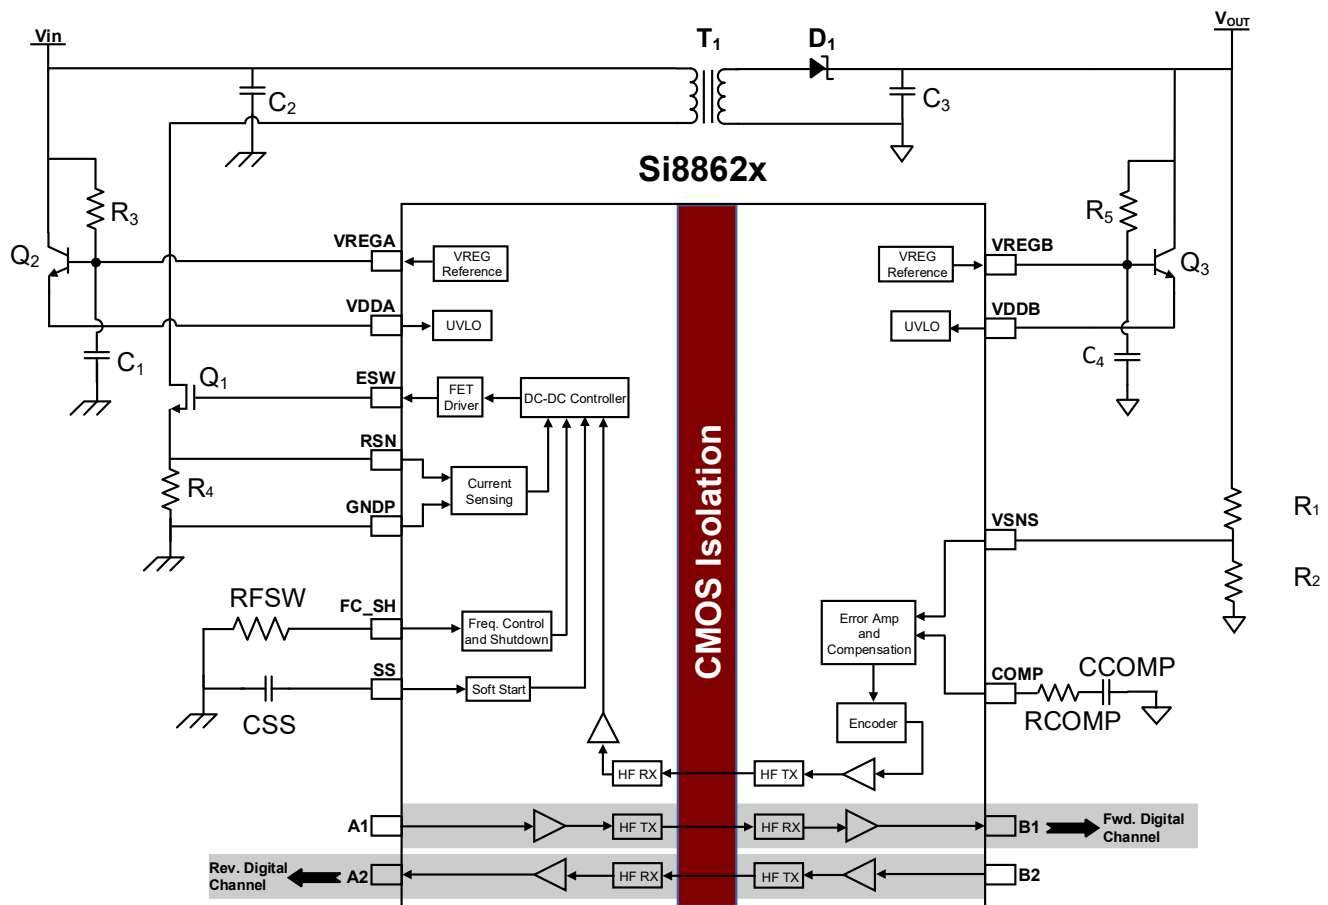 Vin
T1
D1
VOUT
C2
C3
Si8862x
R3
R5
Q2
VREGA
VREG
Reference
VREG
Reference
VREGB
Q3
VDDA
UVLO
UVLO
VDDB
C1
C4
Q1
ESW
FET
Driver
DC-DC Controller
RSN
R4
Current
Sensing
GNDP
CMOS Isolation
VSNS
R1
R2
RFSW
FC_SH
Freq. Control
and Shutdown
Error Amp
and
Compensation
SS
Soft Start
CSS
COMP
CCOMP
RCOMP
Encoder
HF RX
HF TX
A1
HF TX
HF RX
B1
Fwd. Digital
Channel
Rev. Digital
Channel
A2
HF RX
HF TX
B2